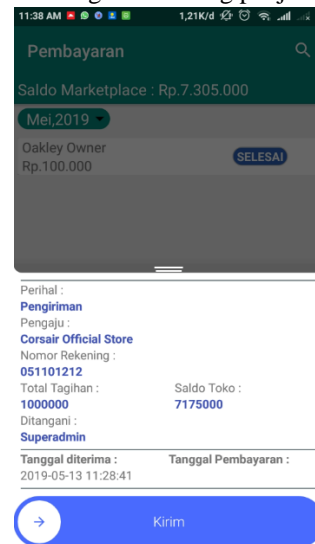 11:38 AM 1,21K/d
Pembayaran
Saldo Marketplace : Rp.7.305.000
Mei,2019
Oakley Owner
Rp.100.000
SELESAI
Perihal :
Pengiriman
Pengaju :
Corsair Official Store
Nomor Rekening :
051101212
Total Tagihan : Saldo Toko :
1000000 7175000
Ditangani :
Superadmin
Tanggal diterima : Tanggal Pembayaran :
2019-05-13 11:28:41
Kirim